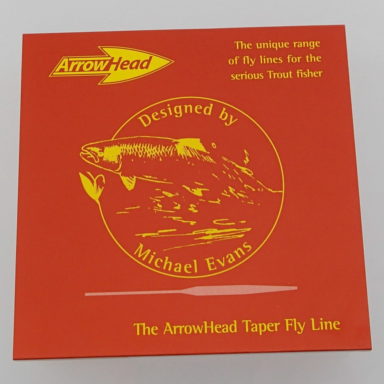 ArrowHead
The unique range
of fly lines for the
serious Trout fisher
Designed by
Michael Evans
The ArrowHead Taper Fly Line